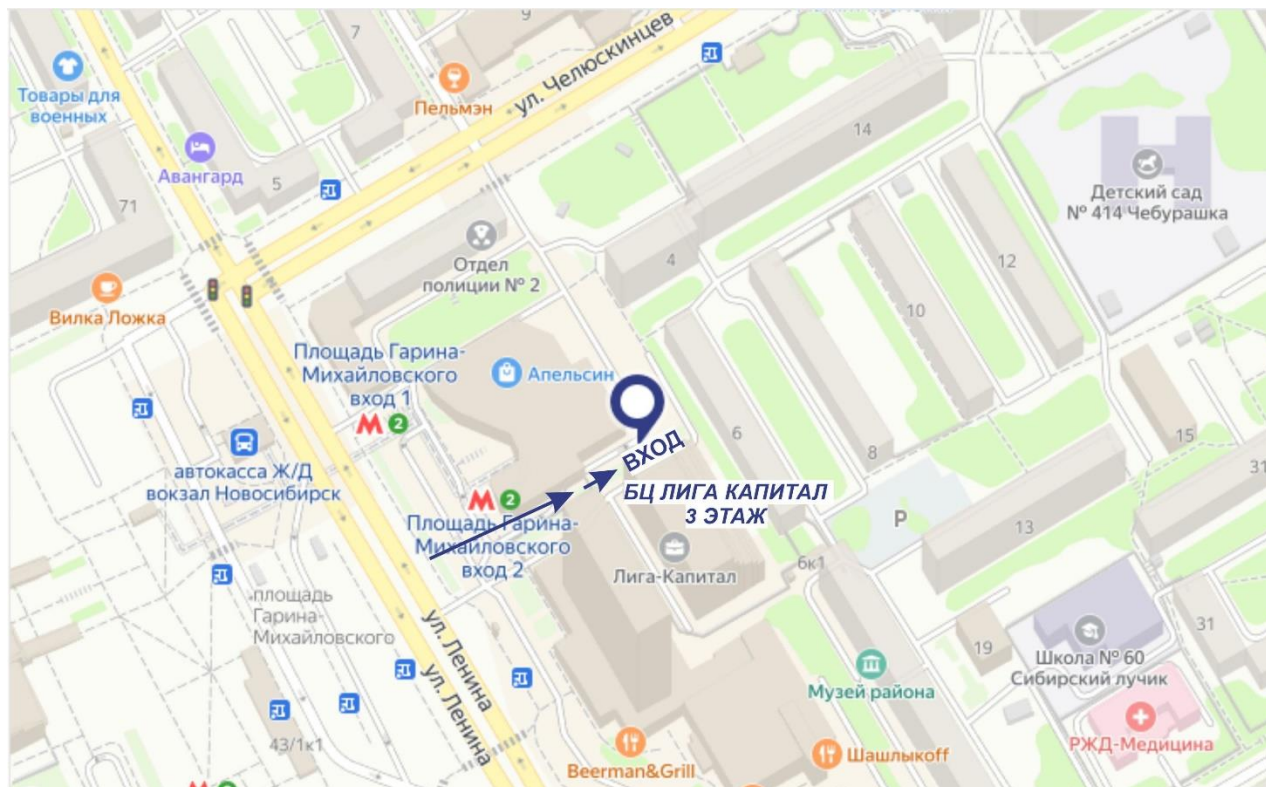 9
7
ул. Челюскинцев
Товары для
военных
Пельмэн
14
Авангард
5
Детский сад
№ 414 Чебурашка
71
Отдел
полиции № 2
4
12
Вилка Ложка
10
Площадь Гарина-
Михайловского
вход 1
2
Апельсин
ВХОД
6
8
15
автокасса Ж/Д
вокзал Новосибирск
31
БЦ ЛИГА КАПИТАЛ
3 ЭТАЖ
2
Площадь Гарина-
Михайловского
вход 2
P
13
Лига-Капитал
6к1
площадь
Гарина-
Михайловского
ул. Ленина
ул. Ленина
31
19
Школа № 60
Сибирский лучик
Музей района
43/1к1
РЖД-Медицина
Шашлыкоff
Beerman&Grill